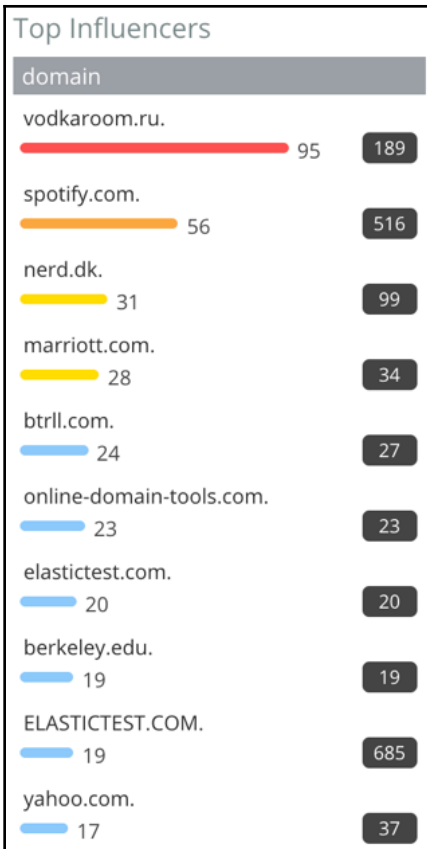 Top Influencers
domain
vodkaroom.ru.
95 189
spotify.com.
56 516
nerd.dk.
31 99
marriott.com.
28 34
btrll.com.
24 27
online-domain-tools.com.
23 23
elastictest.com.
20 20
berkeley.edu.
19 19
ELASTICTEST.COM.
19 685
yahoo.com.
17 37